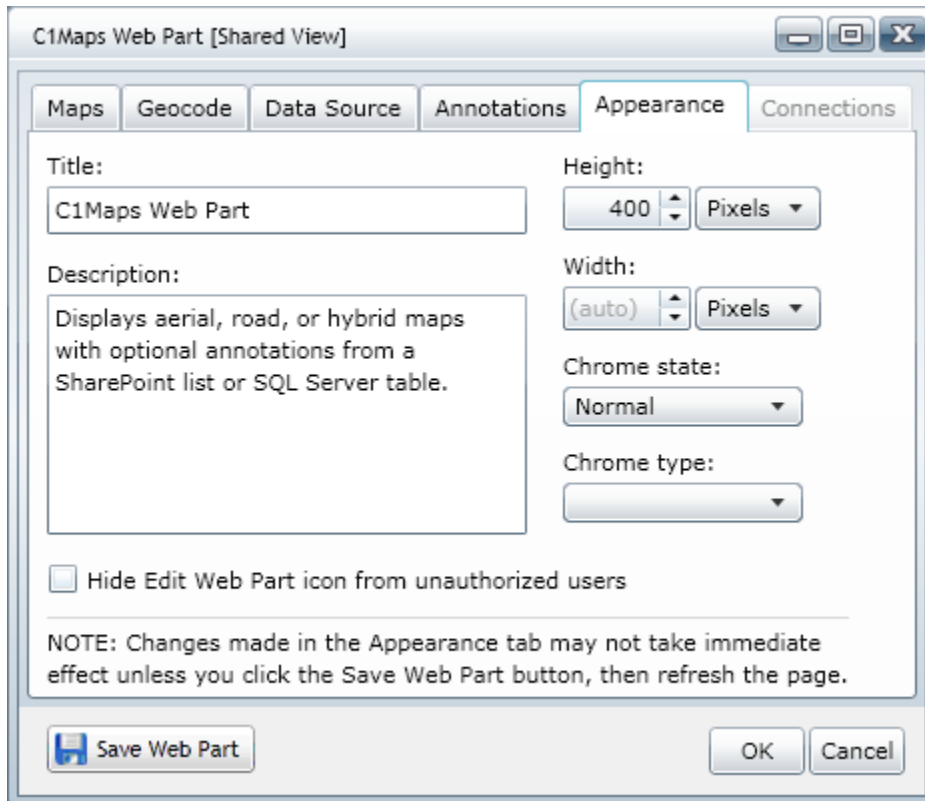 C1Maps Web Part [Shared View]
Maps
Geocode
Data Source
Annotations
Appearance
Connections
Title:
C1Maps Web Part
Description:
Displays aerial, road, or hybrid maps
with optional annotations from a
SharePoint list or SQL Server table.
Height:
400
Pixels
Width:
(auto)
Pixels
Chrome state:
Normal
Chrome type:
Hide Edit Web Part icon from unauthorized users
NOTE: Changes made in the Appearance tab may not take immediate
effect unless you click the Save Web Part button, then refresh the page.
Save Web Part
OK
Cancel